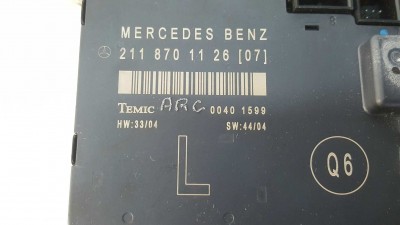 MERCEDES BENZ
211 870 11 26 [07]
TEMIC ARC 0040 1599
HW:33/04 SW:44/04
L Q6